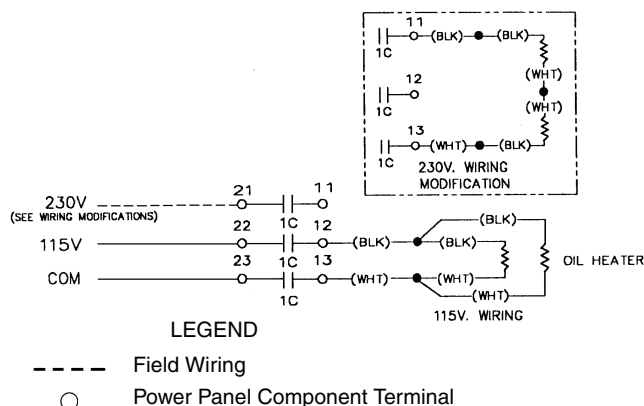 11
1C (BLK) (BLK)
(WHT)
12
1C (WHT)
13
1C (WHT) (BLK)
230V. WIRING
MODIFICATION
230V 21 1C 11
(SEE WIRING MODIFICATIONS)
(BLK)
115V 22 1C 12 (BLK) (BLK)
OIL HEATER
COM 23 1C 13 (WHT) (WHT)
(WHT)
115V. WIRING
LEGEND
Field Wiring
Power Panel Component Terminal